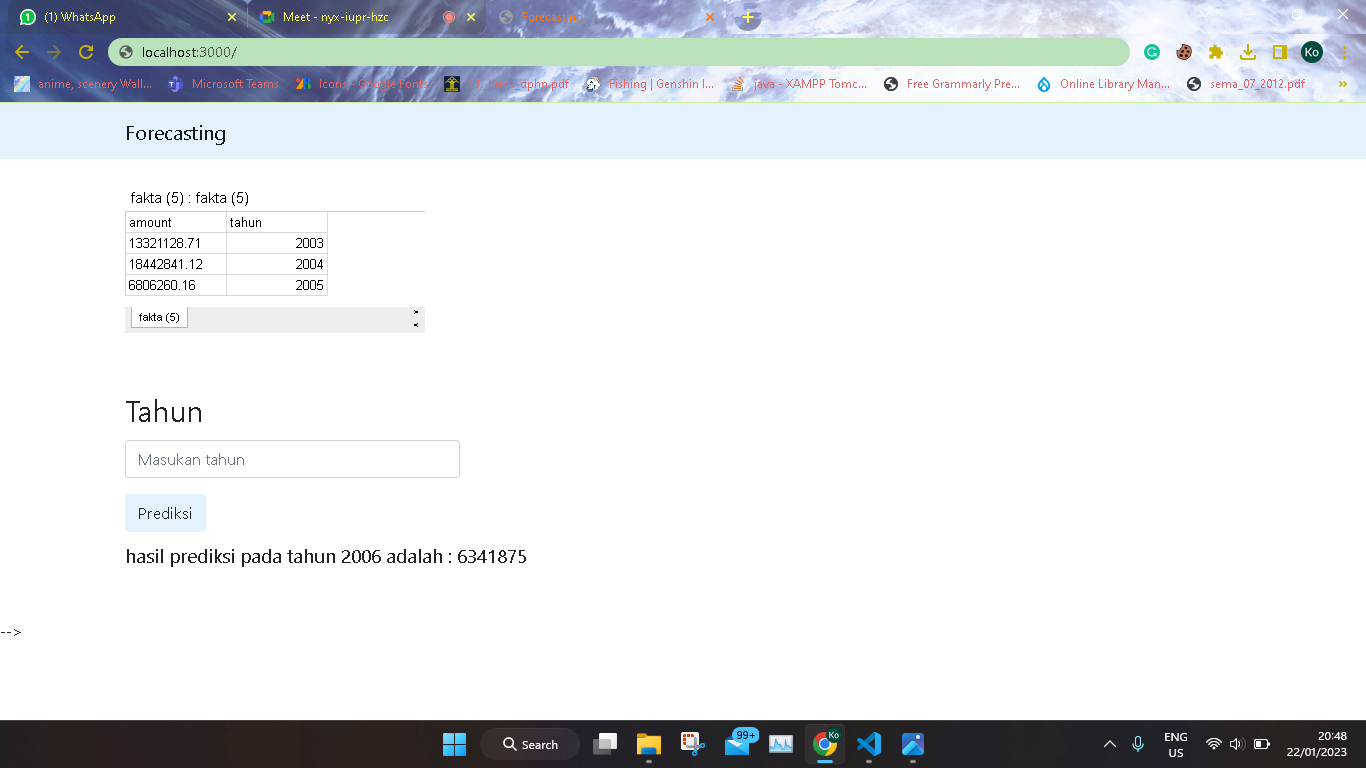 (1) WhatsApp
Meet - nyx-iupr-hzc
Forecasting
localhost:3000/
Ko
anime, scenery Wall...
Microsoft Teams
Icons - Google Fonts
Fishing | Genshin I...
java - XAMPP Tomc...
Free Grammarly Pre...
Online Library Man...
sema_07_2012.pdf
Forecasting
fakta (5) : fakta (5)
amount tahun
13321128.71 2003
18442841.12 2004
6806260.16 2005
fakta (5)
Tahun
Masukan tahun
Prediksi
hasil prediksi pada tahun 2006 adalah : 6341875
-->
Search
99+
Ko
ENG
US
20:48
22/01/2023